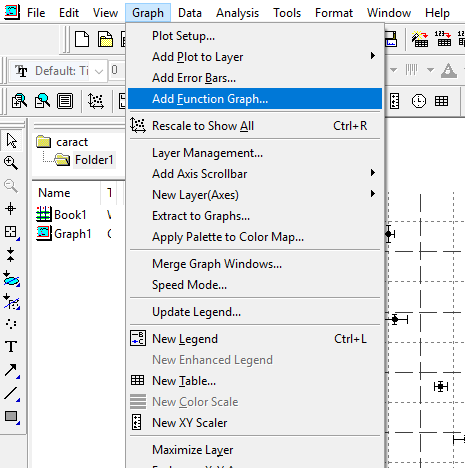 File Edit View Graph Data Analysis Tools Format Window Help
Plot Setup...
Add Plot to Layer
Add Error Bars...
Default: Ti 0
Add Function Graph...
Rescale to Show All Ctrl+R
caract
Folder1
Layer Management...
Add Axis Scrollbar
Name T
New Layer(Axes)
Book1
Extract to Graphs...
Graph1
Apply Palette to Color Map...
Merge Graph Windows...
Speed Mode...
Update Legend...
New Legend Ctrl+L
New Enhanced Legend
New Table...
New Color Scale
New XY Scaler
Maximize Layer